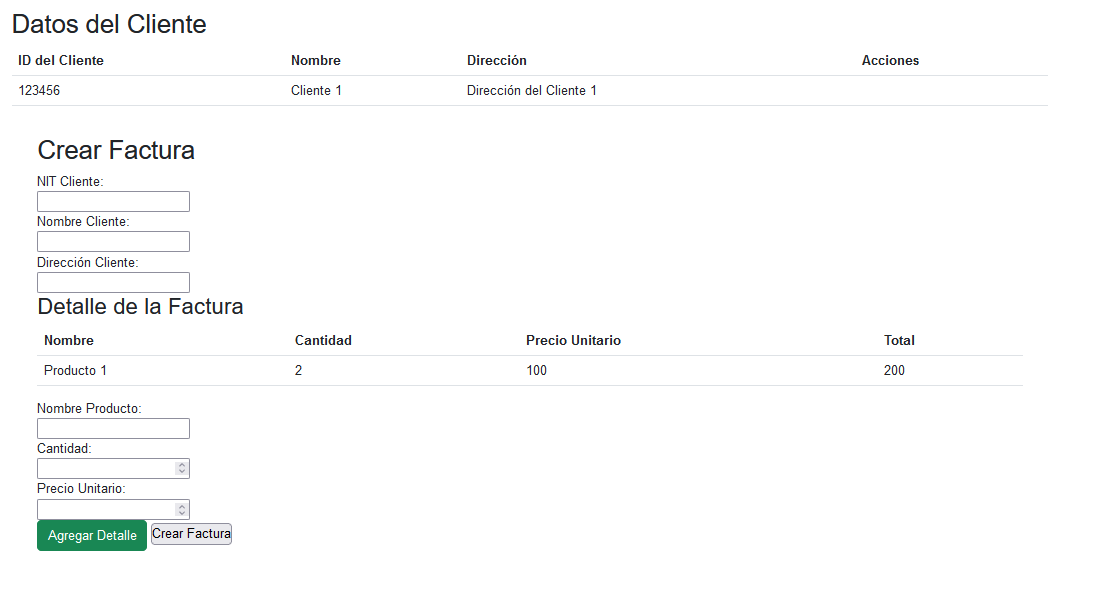 Datos del Cliente
ID del Cliente Nombre Dirección Acciones
123456 Cliente 1 Dirección del Cliente 1
Crear Factura
NIT Cliente:
Nombre Cliente:
Dirección Cliente:
Detalle de la Factura
Nombre Cantidad Precio Unitario Total
Producto 1 2 100 200
Nombre Producto:
Cantidad:
Precio Unitario:
Agregar Detalle Crear Factura